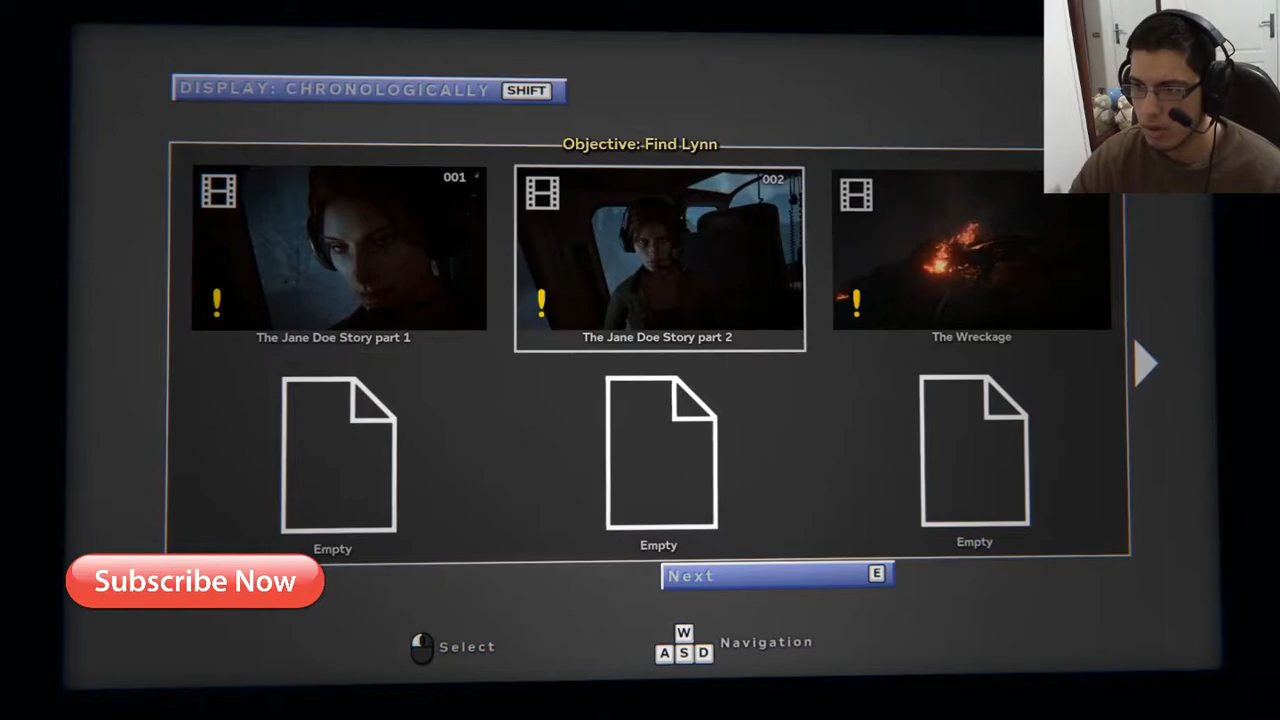 DISPLAY: CHRONOLOGICALLY SHIFT
Objective: Find Lynn
001
002
The Jane Doe Story part 1
The Jane Doe Story part 2
The Wreckage
Empty
Empty
Empty
Subscribe Now
Next E
Select
W
A S D
Navigation